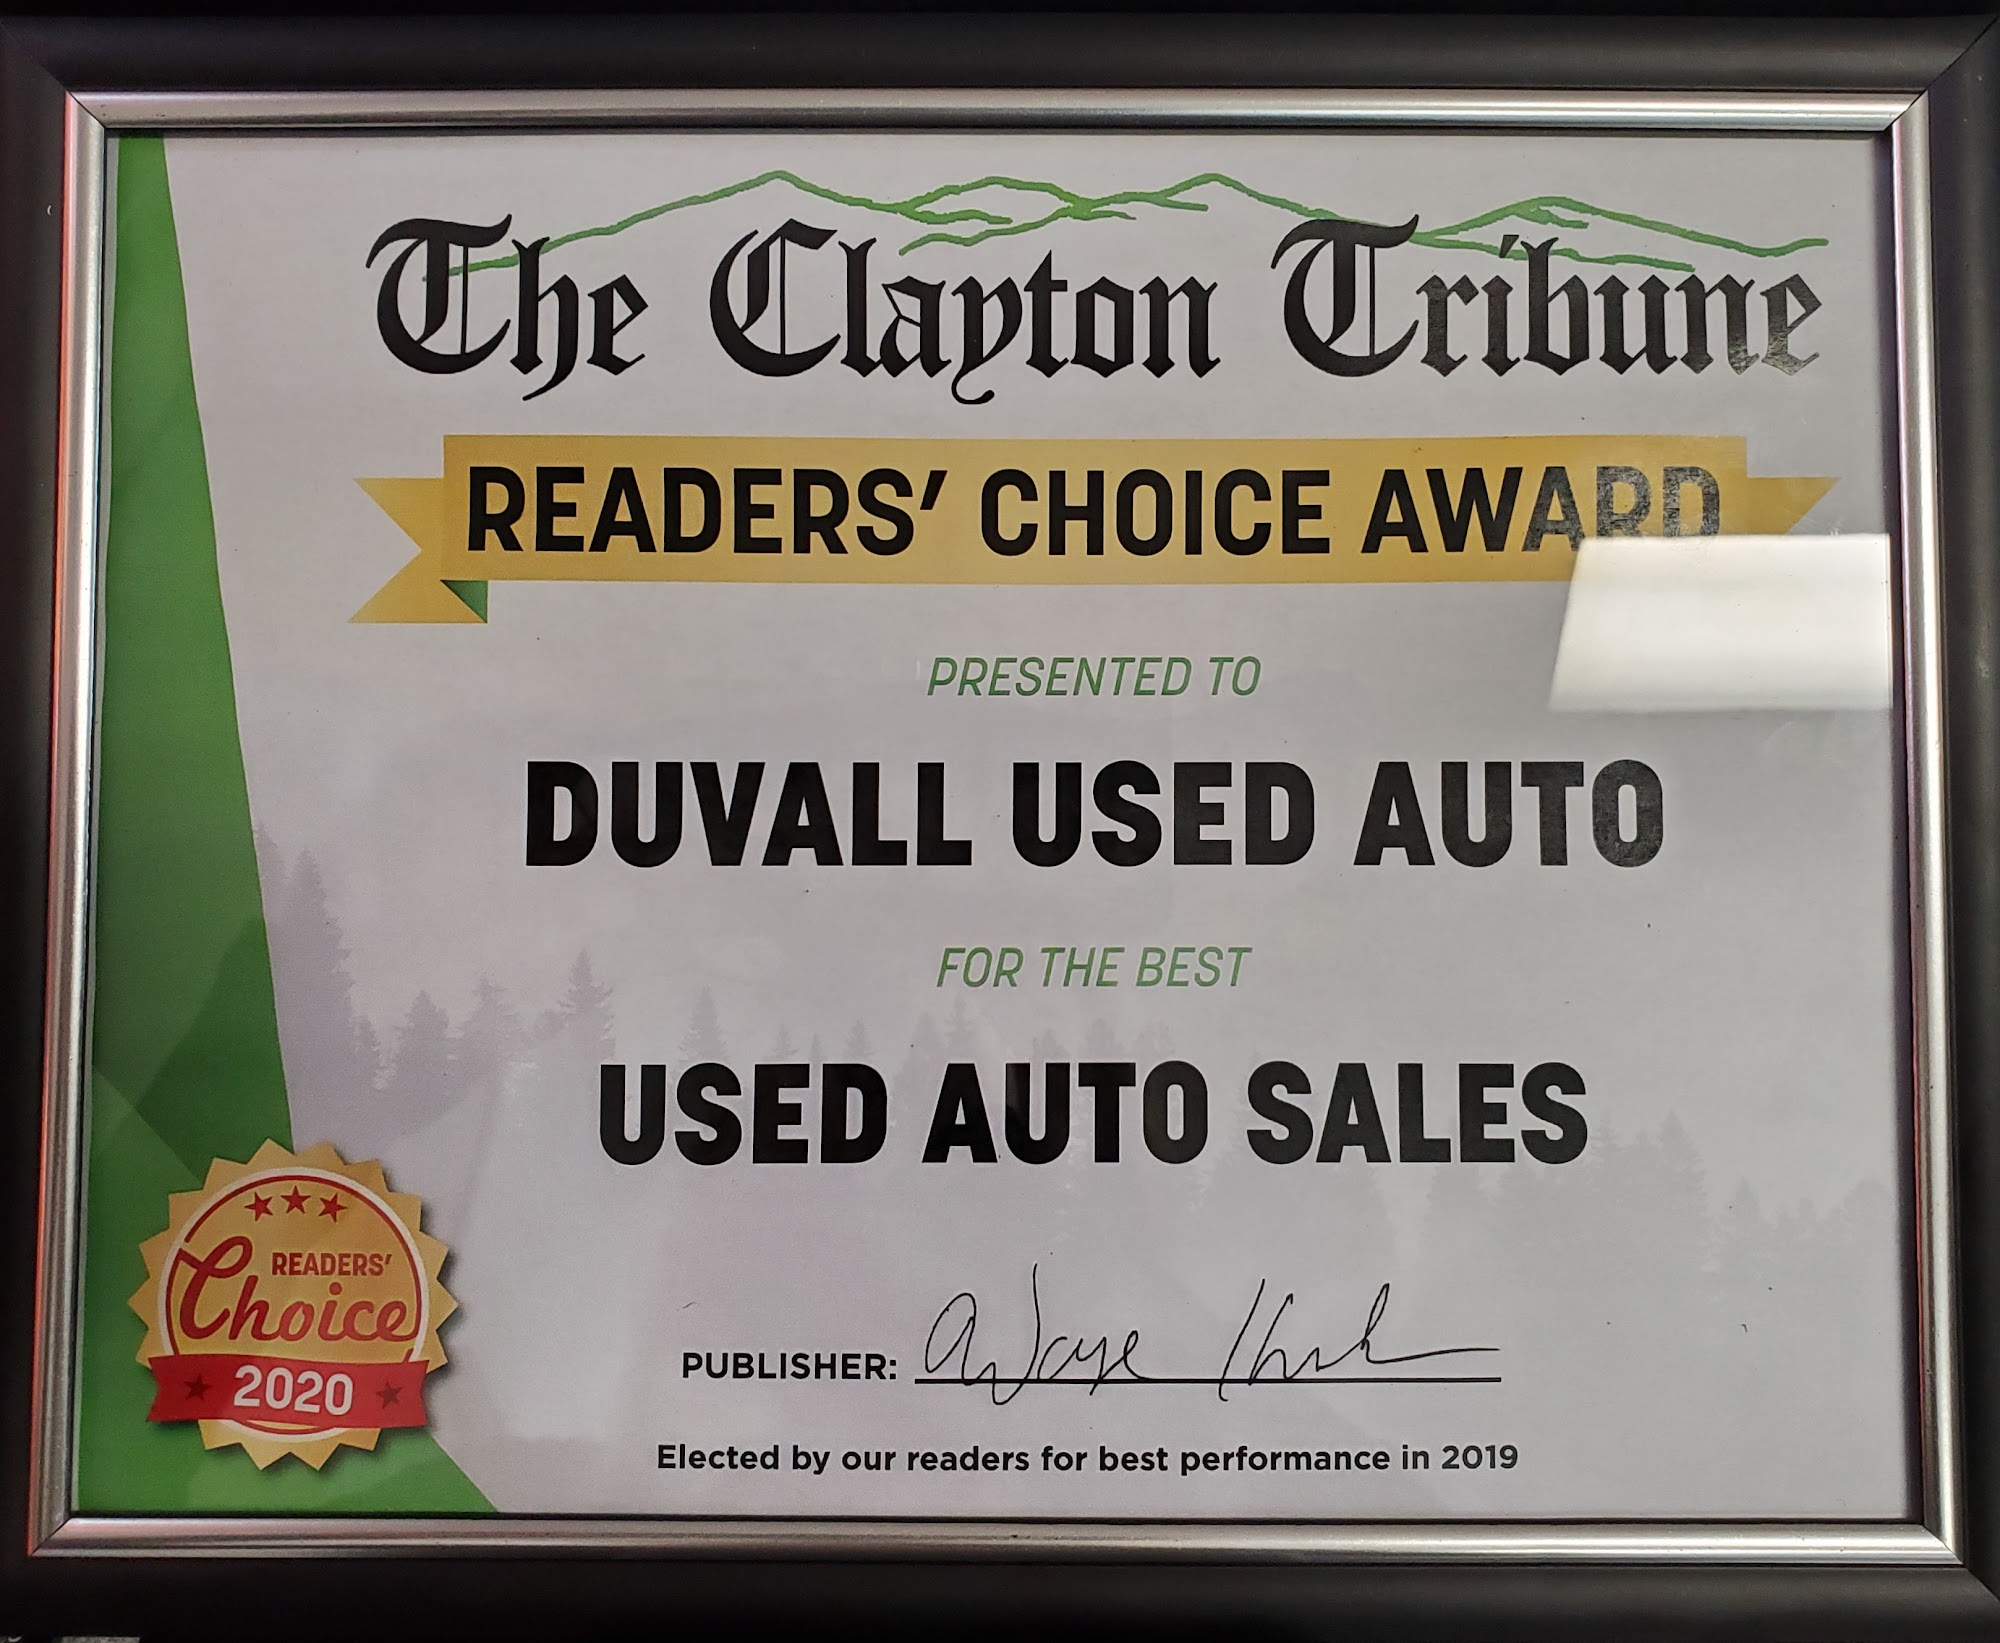 The Clayton Tribune
READERS' CHOICE AWARD
PRESENTED TO
DUVALL USED AUTO
FOR THE BEST
USED AUTO SALES
READERS'
Choice
2020
PUBLISHER:
Elected by our readers for best performance in 2019